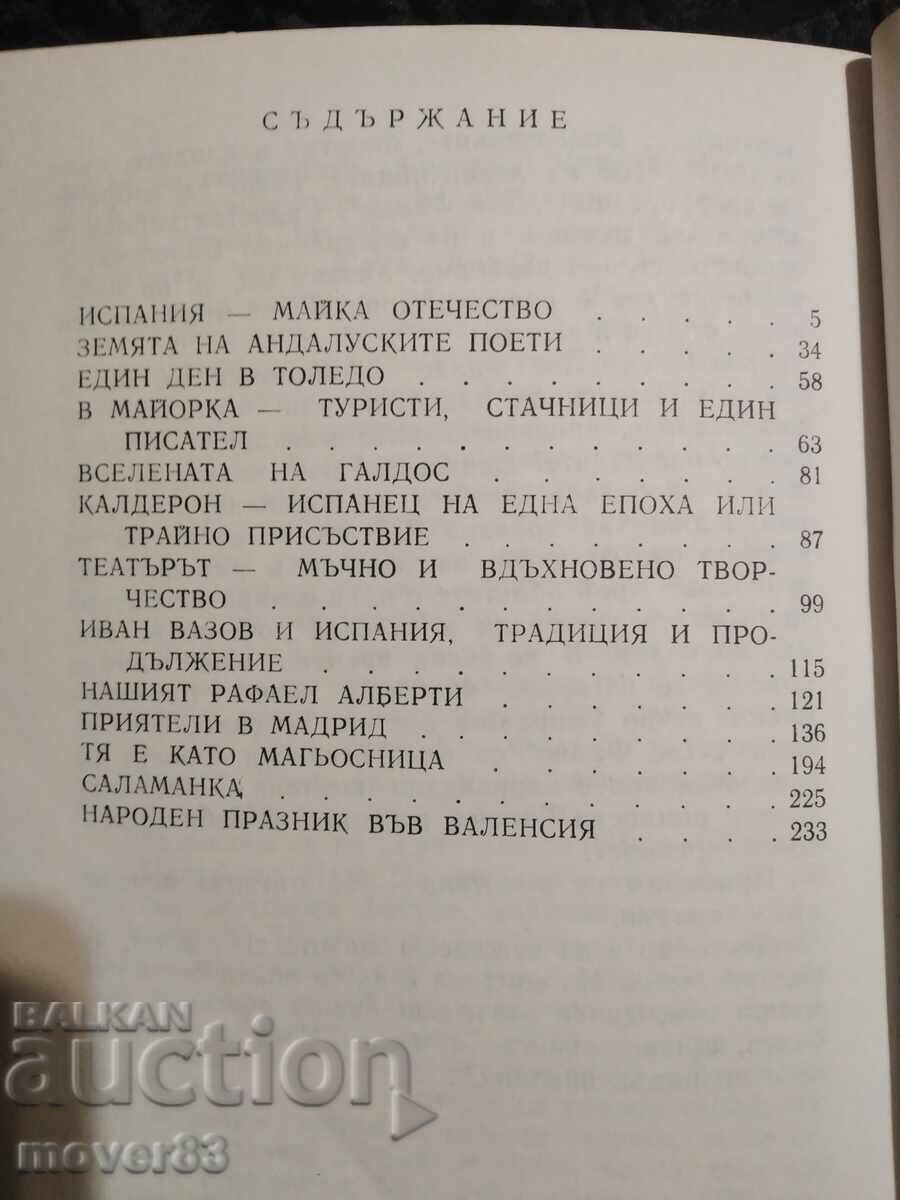 СЪДЪРЖАНИЕ
ИСПАНИЯ — МАЙКА ОТЕЧЕСТВО . . . . . 5
ЗЕМЯТА НА АНДАЛУСКИТЕ ПОЕТИ . . . . . 34
ЕДИН ДЕН В ТОЛЕДО . . . . . . . . . 58
В МАЙОРКА — ТУРИСТИ, СТАЧНИЦИ И ЕДИН
ПИСАТЕЛ . . . . . . . . . . . . 63
ВСЕЛЕНАТА НА ГАЛДОС . . . . . . . 81
КАЛДЕРОН — ИСПАНЕЦ НА ЕДНА ЕПОХА ИЛИ
ТРАЙНО ПРИСЪСТВИЕ . . . . . . . . 87
ТЕАТЪРЪТ — МЪЧНО И ВДЪХНОВЕНО ТВОР-
ЧЕСТВО . . . . . . . . . . . 99
ИВАН ВАЗОВ И ИСПАНИЯ, ТРАДИЦИЯ И ПРО-
ДЪЛЖЕНИЕ . . . . . . . . . . . 115
НАШИЯТ РАФАЕЛ АЛБЕРТИ . . . . . . . 121
ПРИЯТЕЛИ В МАДРИД . . . . . . . . . 136
ТЯ Е КАТО МАГЬОСНИЦА . . . . . . . 194
САЛАМАНКА . . . . . . . . . . . . 225
НАРОДЕН ПРАЗНИК ВЪВ ВАЛЕНСИЯ . . . . 233
BALKAN
auction
mover83